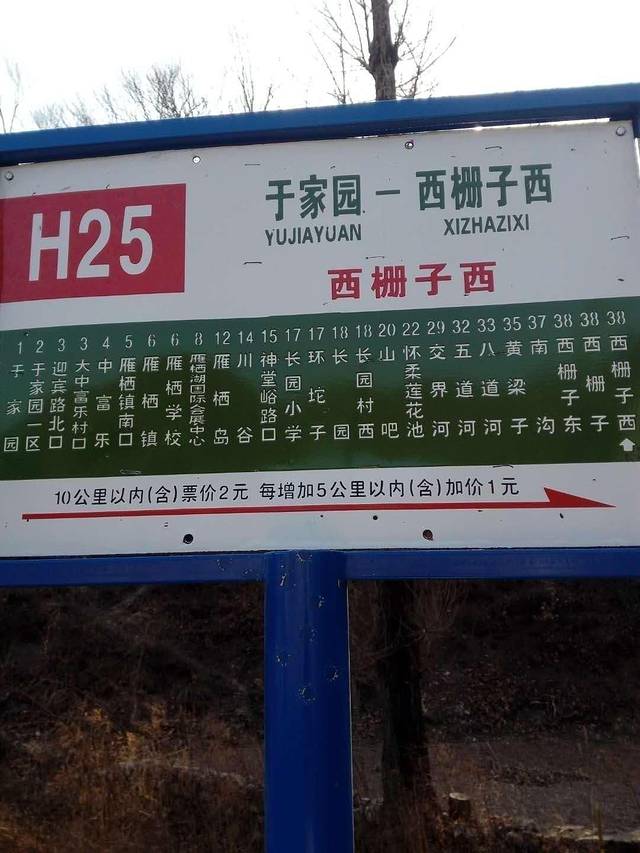 H25
于家园 — 西栅子西
YUJIAYUAN XIZHAZIXI
西栅子西
1 于家园
2 于家园一区
3 迎宾路北口
3 大中富乐村口
4 中富乐
5 雁栖镇南口
6 雁栖镇
6 雁栖学校
8 雁栖湖国际会展中心
12 雁栖岛
14 川谷
15 神堂峪路口
17 长园小学
17 环坨子
18 长园
18 长园村西
20 山吧
22 怀柔莲花池
29 交界河
32 五道河
33 八道河
35 黄梁子
37 南沟
38 西栅子东
38 西栅子
38 西栅子西
10公里以内(含)票价2元 每增加5公里以内(含)加价1元